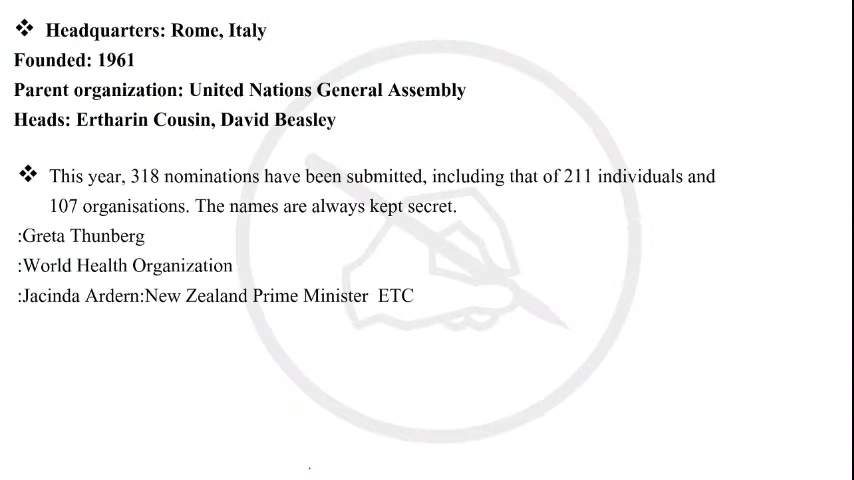 ❖ Headquarters: Rome, Italy
Founded: 1961
Parent organization: United Nations General Assembly
Heads: Ertharin Cousin, David Beasley
❖ This year, 318 nominations have been submitted, including that of 211 individuals and
107 organisations. The names are always kept secret.
:Greta Thunberg
:World Health Organization
:Jacinda Ardern:New Zealand Prime Minister  ETC